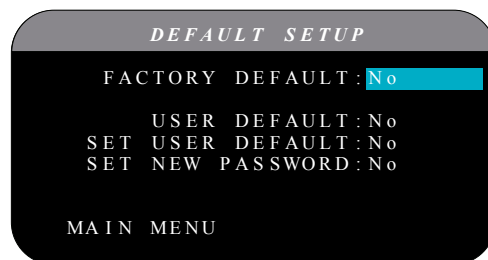 DEFAULT SETUP
FACTORY DEFAULT:No
USER DEFAULT:No
SET USER DEFAULT:No
SET NEW PASSWORD:No
MAIN MENU